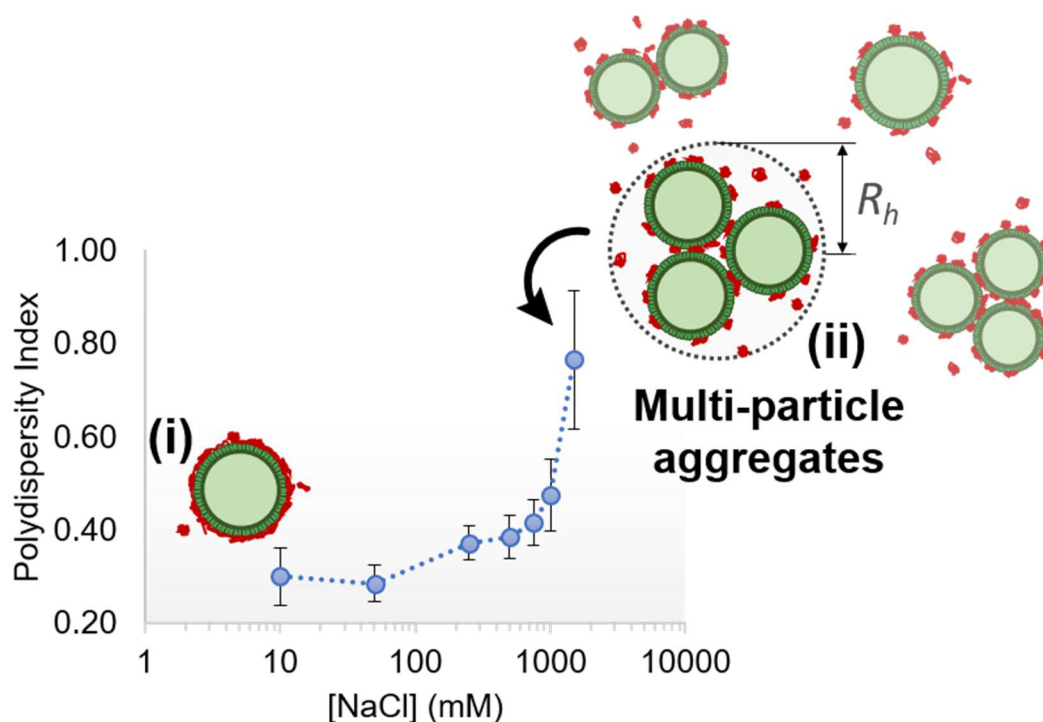 R_h
1.00
0.80
0.60
0.40
0.20
Polydispersity Index
(i)
(ii)
Multi-particle
aggregates
1 10 100 1000 10000
[NaCl] (mM)